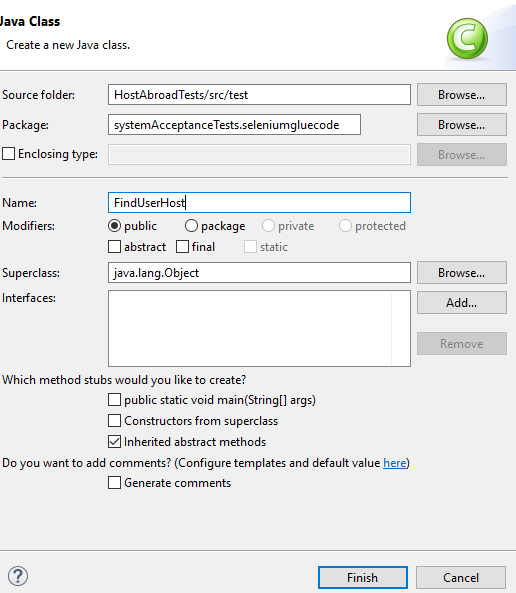 Java Class
Create a new Java class.
C
Source folder: HostAbroadTests/src/test Browse...
Package: systemAcceptanceTests.seleniumgluecode Browse...
Enclosing type: Browse...
Name: FindUserHost
Modifiers: public package private protected
abstract final static
Superclass: java.lang.Object Browse...
Interfaces: Add...
Remove
Which method stubs would you like to create?
public static void main(String[] args)
Constructors from superclass
Inherited abstract methods
Do you want to add comments? (Configure templates and default value here)
Generate comments
? Finish Cancel